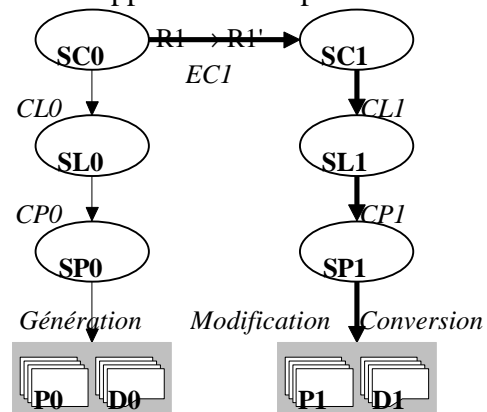 R1 → R1'
SC0 SC1
EC1
CL0 CL1
SL0 SL1
CP0 CP1
SP0 SP1
Génération Modification Conversion
P0 D0 P1 D1